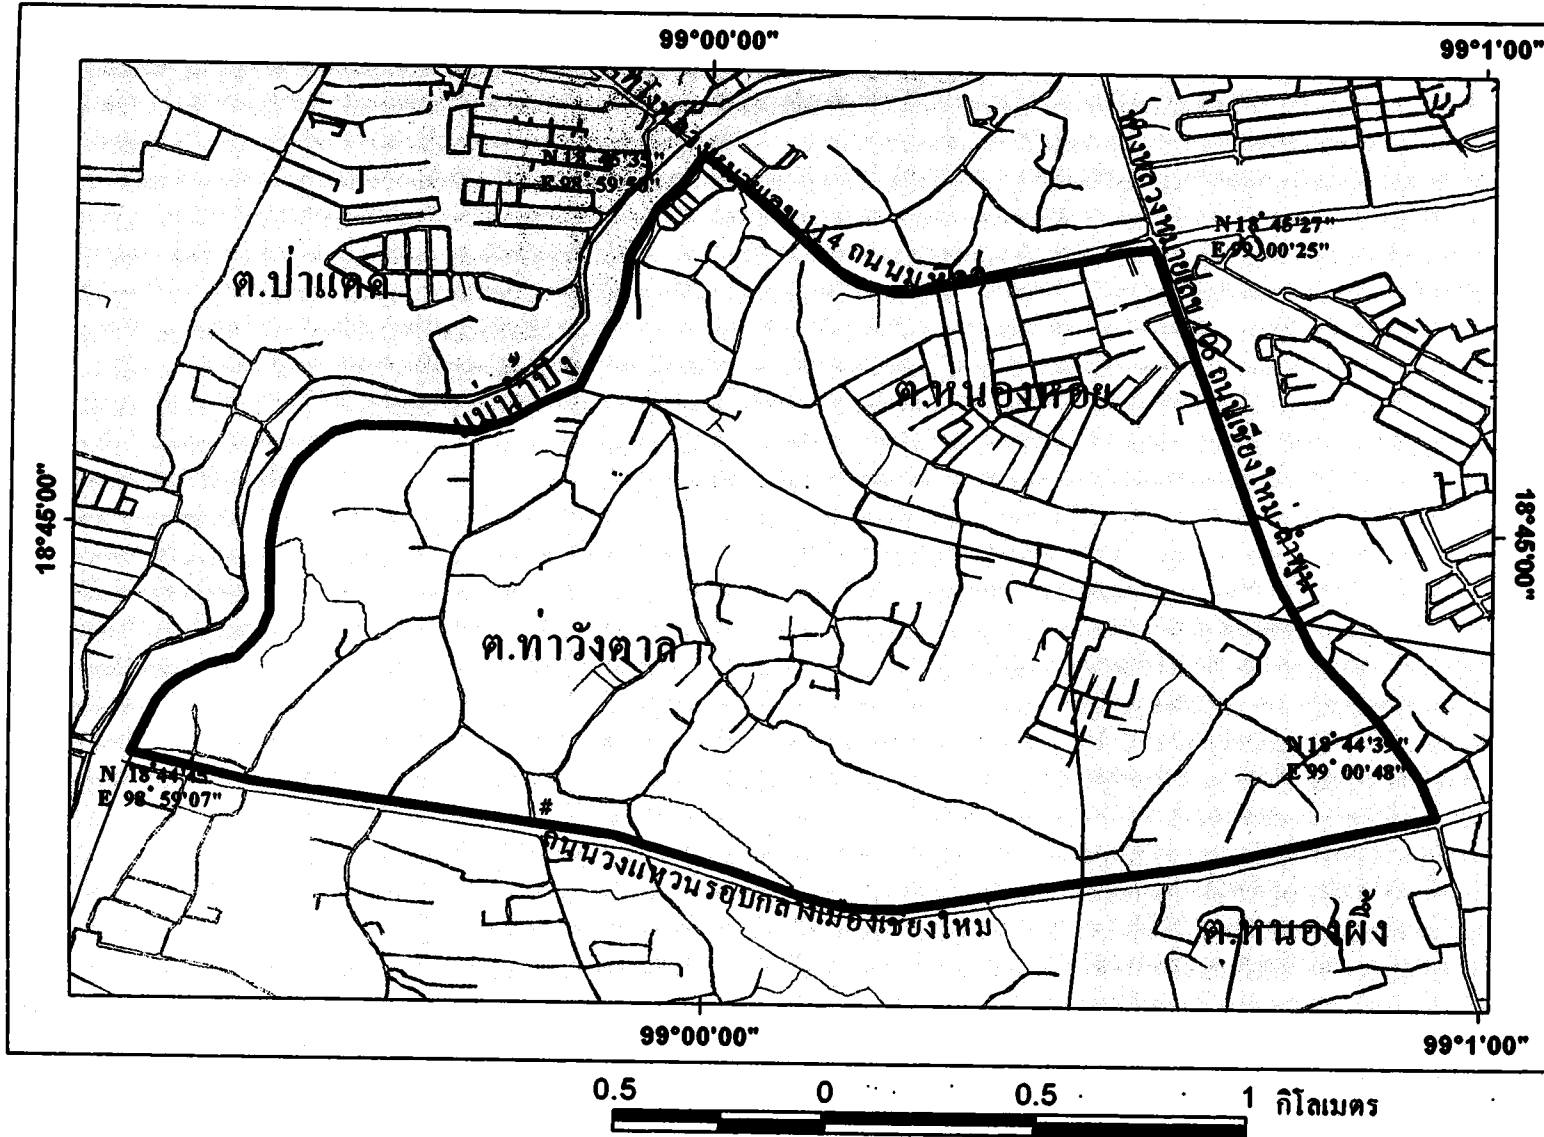 99°00'00"
99°1'00"
N 18° 45'27"
E 99° 00'25"
ต.ป่าแดด
แม่น้ำปิง
ต.หนองหอย
18°45'00"
18°45'00"
ต.ท่าวังตาล
N 18° 44'39"
E 99° 00'48"
E 98° 59'07"
#
ถนนวงแหวนรอบกลางเมืองเชียงใหม่
ต.หนองผึ้ง
99°00'00"
99°1'00"
0.5 0 0.5 1 กิโลเมตร